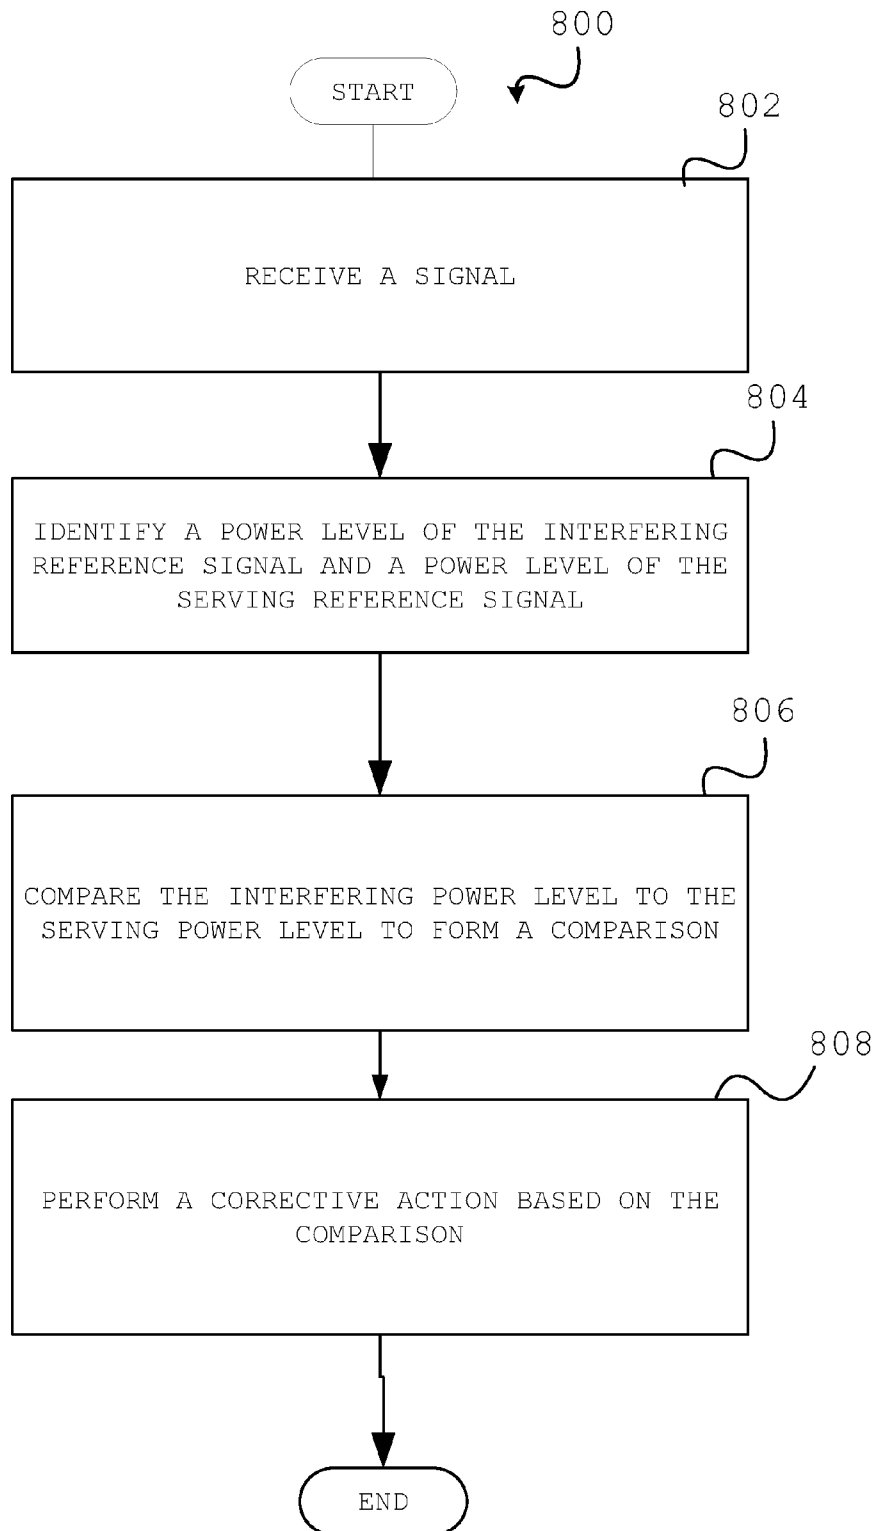 800
START
802
RECEIVE A SIGNAL
804
IDENTIFY A POWER LEVEL OF THE INTERFERING
REFERENCE SIGNAL AND A POWER LEVEL OF THE
SERVING REFERENCE SIGNAL
806
COMPARE THE INTERFERING POWER LEVEL TO THE
SERVING POWER LEVEL TO FORM A COMPARISON
808
PERFORM A CORRECTIVE ACTION BASED ON THE
COMPARISON
END